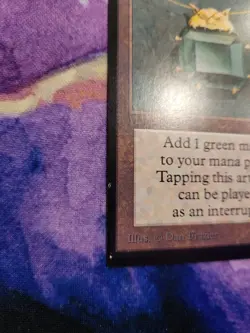 Add 1 green m
to your mana p
Tapping this art
can be playe
as an interrup
Illus. © Dan Frazier